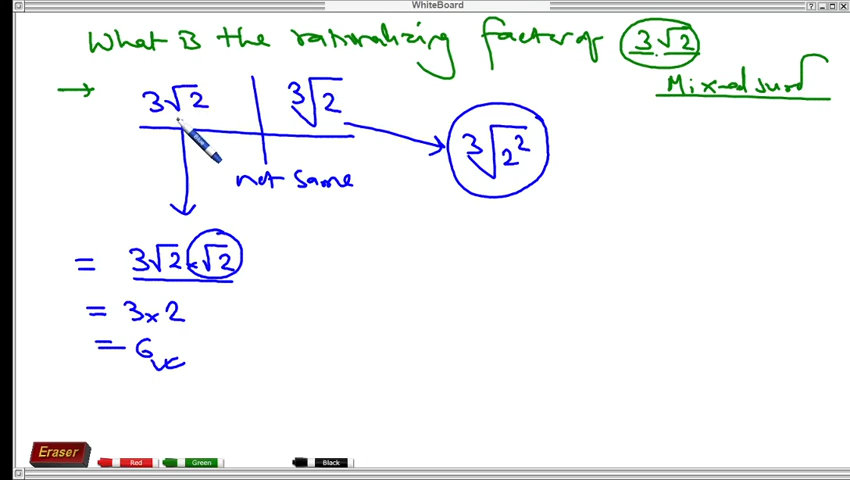 WhiteBoard
What is the rationalizing factor of 3√2
Mixed surd
→ 3√2 | ∛2
∛2²
not same
= 3√2 × √2
= 3 × 2
= 6
Eraser Red Green Black